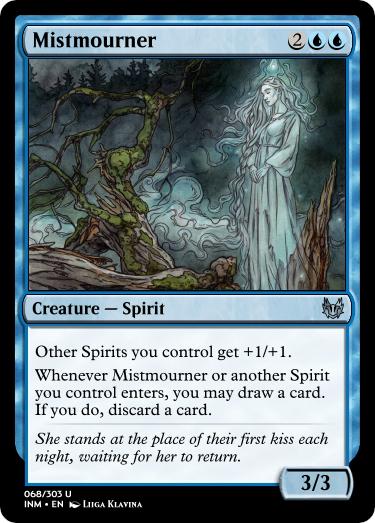 Mistmourner 2
Creature — Spirit
Other Spirits you control get +1/+1.
Whenever Mistmourner or another Spirit
you control enters, you may draw a card.
If you do, discard a card.
She stands at the place of their first kiss each
night, waiting for her to return.
3/3
068/303 U
INM • EN Liiga Klavina